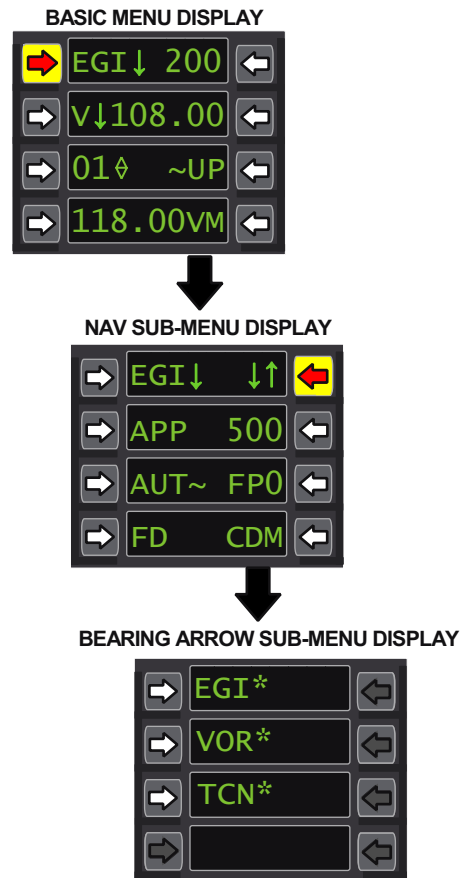 BASIC MENU DISPLAY
EGI↓ 200
V↓108.00
01⬨ ~UP
118.00VM
NAV SUB-MENU DISPLAY
EGI↓ ↓↑
APP 500
AUT~ FP0
FD CDM
BEARING ARROW SUB-MENU DISPLAY
EGI*
VOR*
TCN*